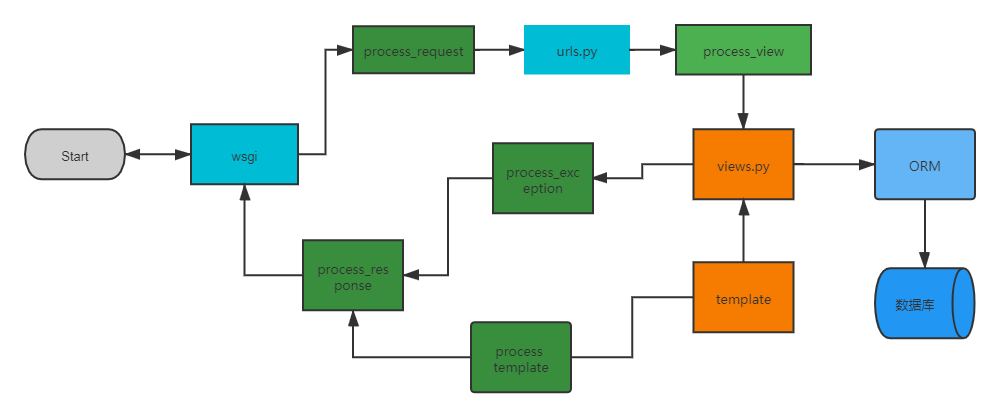 process_request
urls.py
process_view
Start
wsgi
process_exc
eption
views.py
ORM
process_res
ponse
template
数据库
process
template